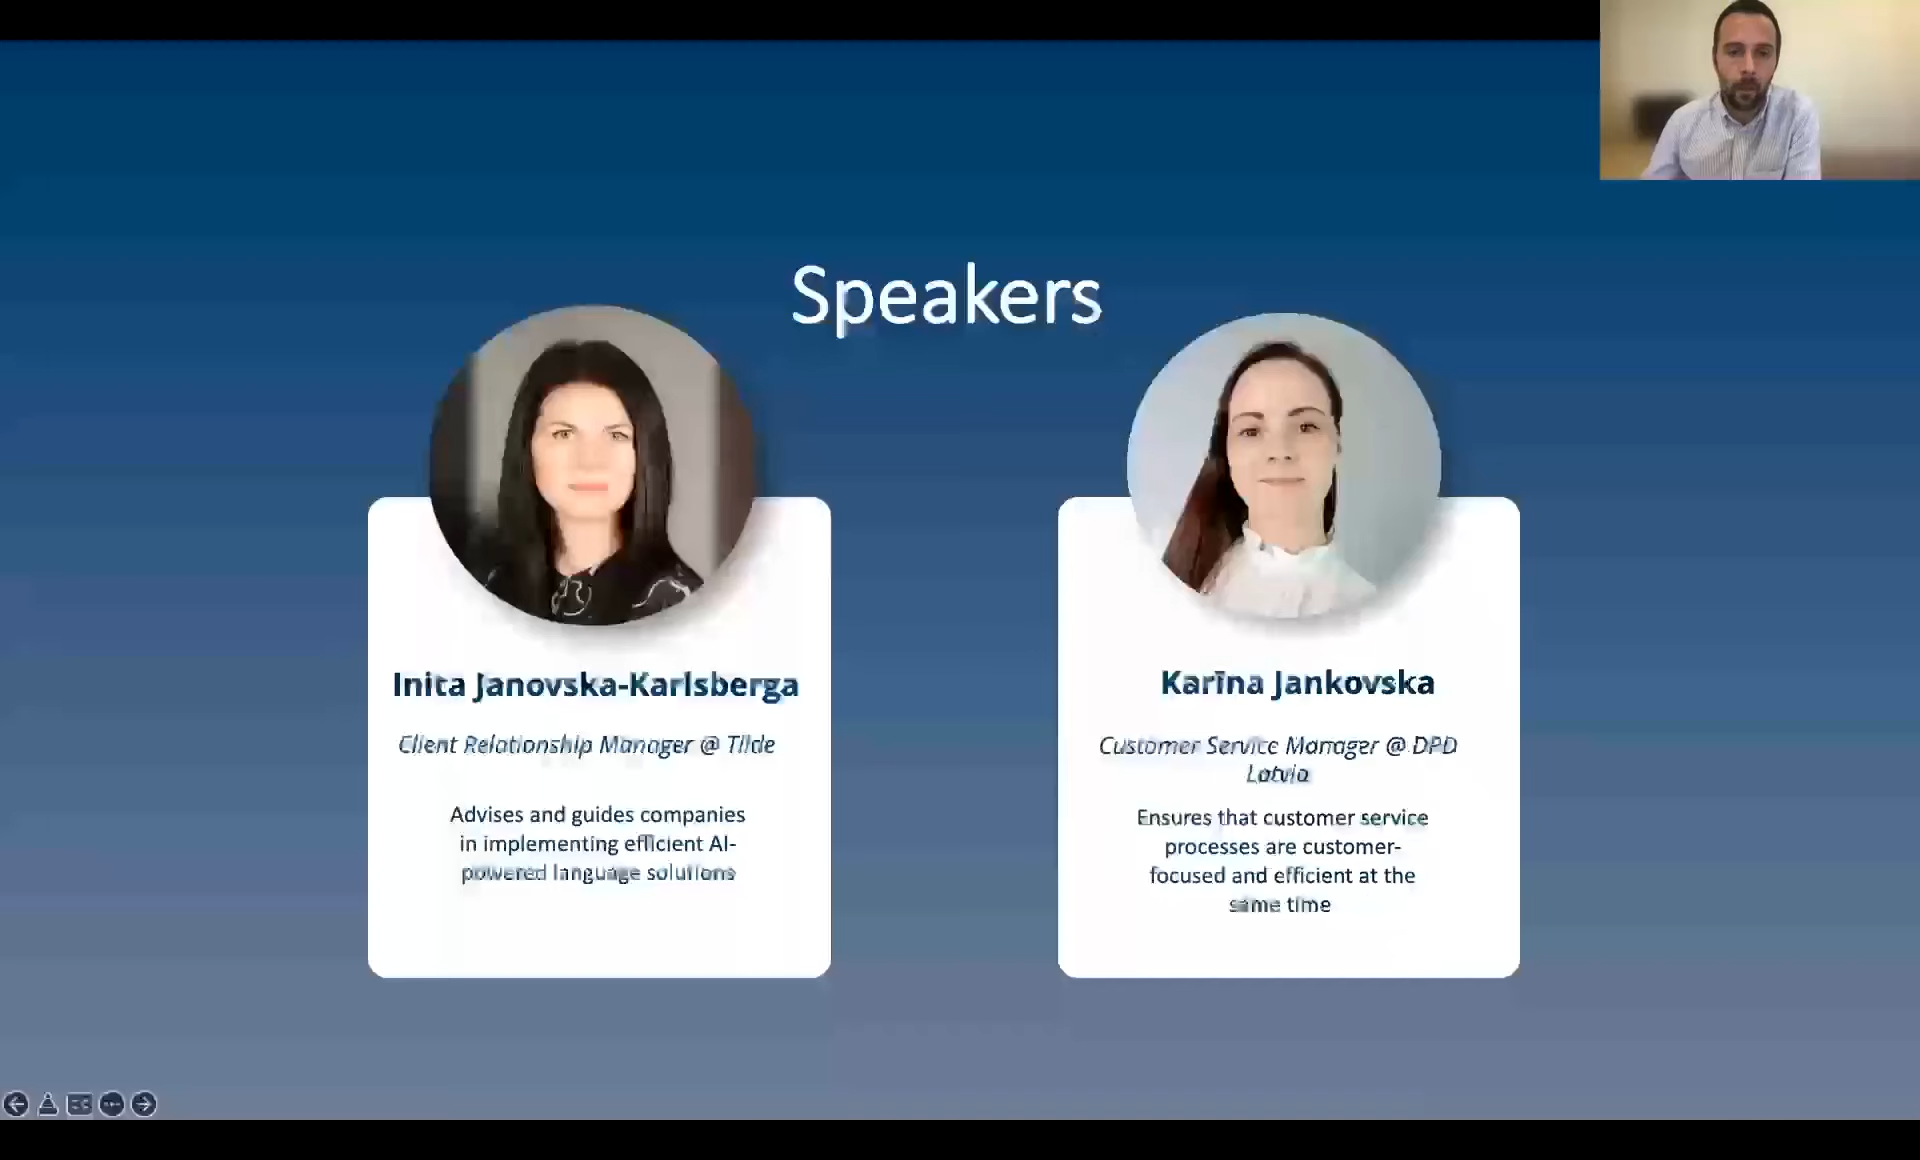 Speakers
Inita Janovska-Karlsberga
Client Relationship Manager @ Tilde
Advises and guides companies
in implementing efficient AI-
powered language solutions
Karīna Jankovska
Customer Service Manager @ DPD
Latvia
Ensures that customer service
processes are customer-
focused and efficient at the
same time